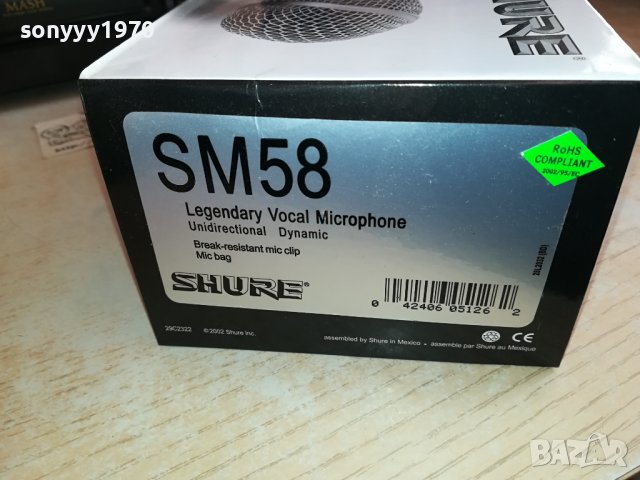 MASH
sonyyy1970
SHURE
®
SM58
RoHS
COMPLIANT
2002/95/EC
Legendary Vocal Microphone
Unidirectional Dynamic
Break-resistant mic clip
Mic bag
SHURE®
0 42406 05126 2
29C2322 ©2002 Shure Inc.
assembled by Shure in Mexico • assemblé par Shure au Mexique
CE
BAZAR